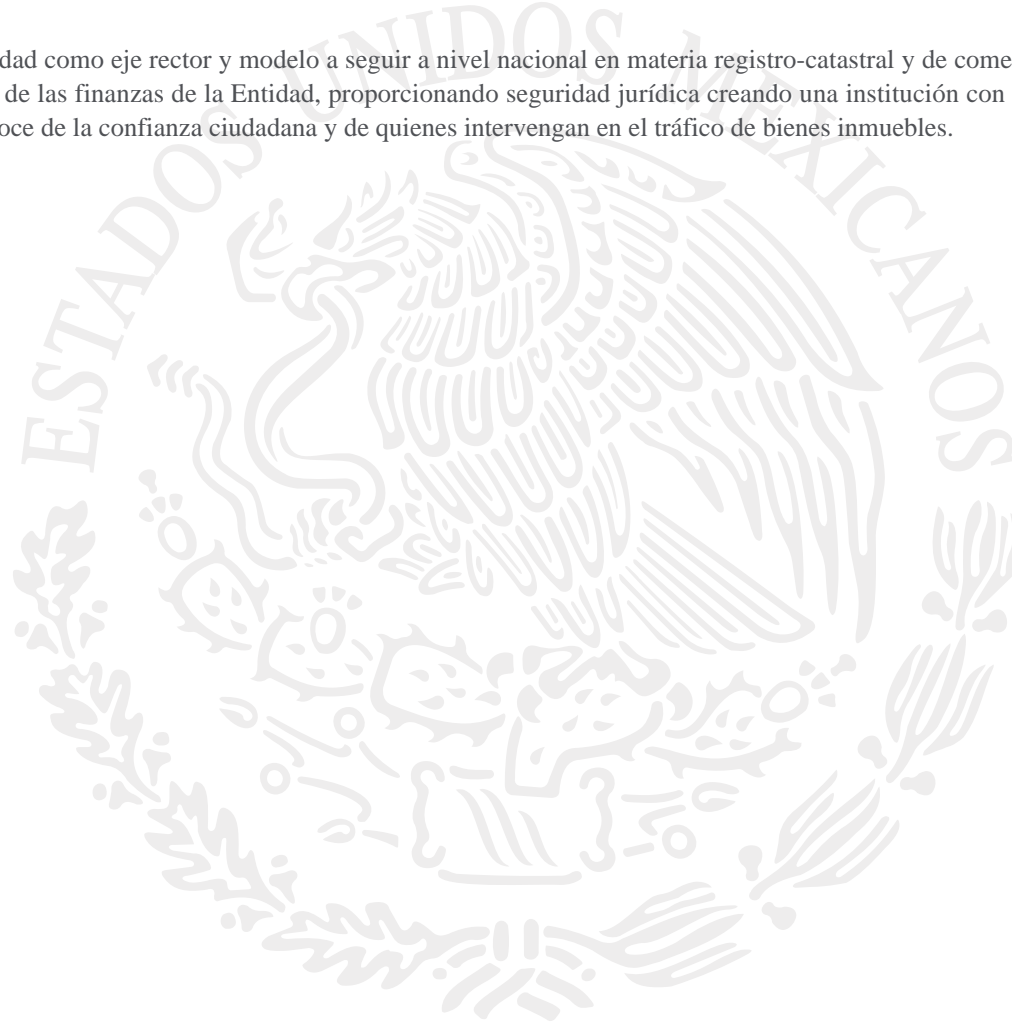 dad como eje rector y modelo a seguir a nivel nacional en materia registro-catastral y de come
de las finanzas de la Entidad, proporcionando seguridad jurídica creando una institución con
oce de la confianza ciudadana y de quienes intervengan en el tráfico de bienes inmuebles.
ESTADOS UNIDOS MEXICANOS